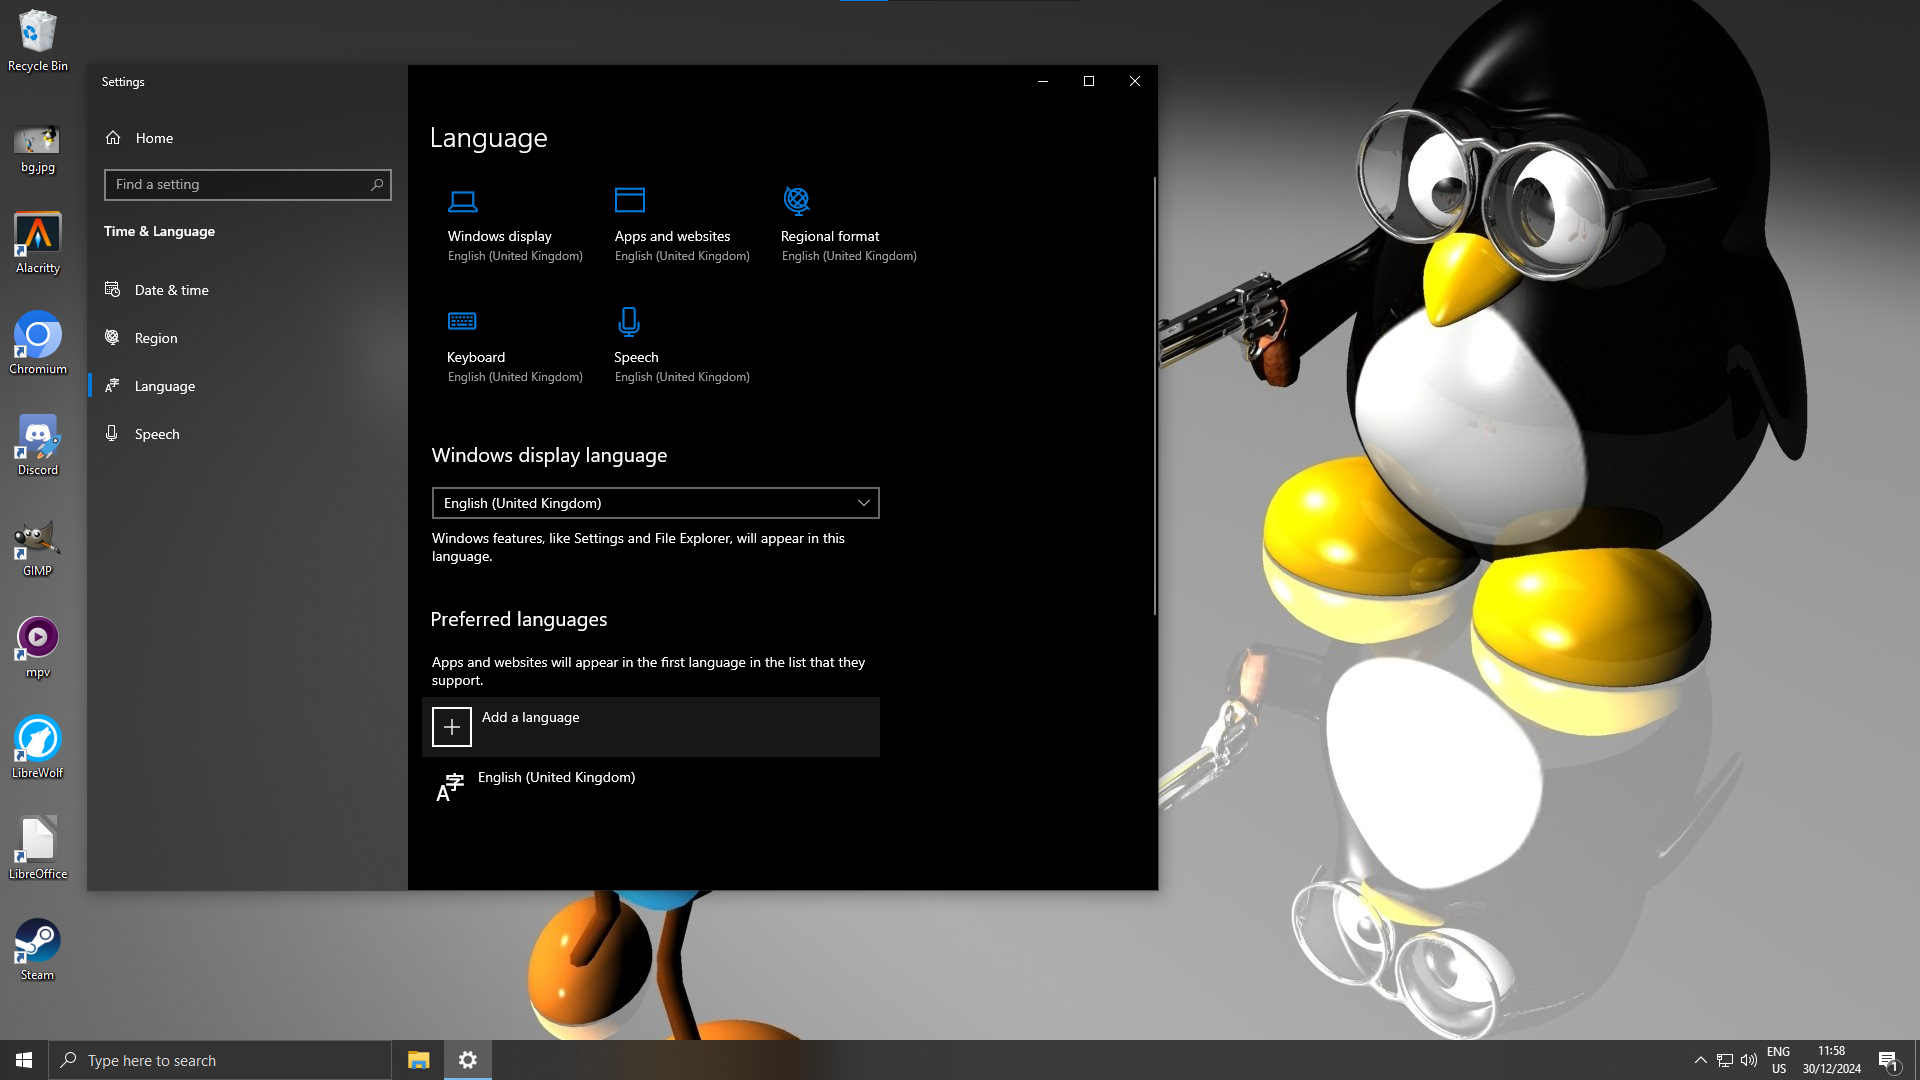 Recycle Bin
bg.jpg
Alacritty
Chromium
Discord
GIMP
mpv
LibreWolf
LibreOffice
Steam
Settings
Home
Find a setting
Time & Language
Date & time
Region
Language
Speech
Language
Windows display
English (United Kingdom)
Apps and websites
English (United Kingdom)
Regional format
English (United Kingdom)
Keyboard
English (United Kingdom)
Speech
English (United Kingdom)
Windows display language
English (United Kingdom)
Windows features, like Settings and File Explorer, will appear in this
language.
Preferred languages
Apps and websites will appear in the first language in the list that they
support.
Add a language
A字
English (United Kingdom)
Type here to search
ENG
US
11:58
30/12/2024
1